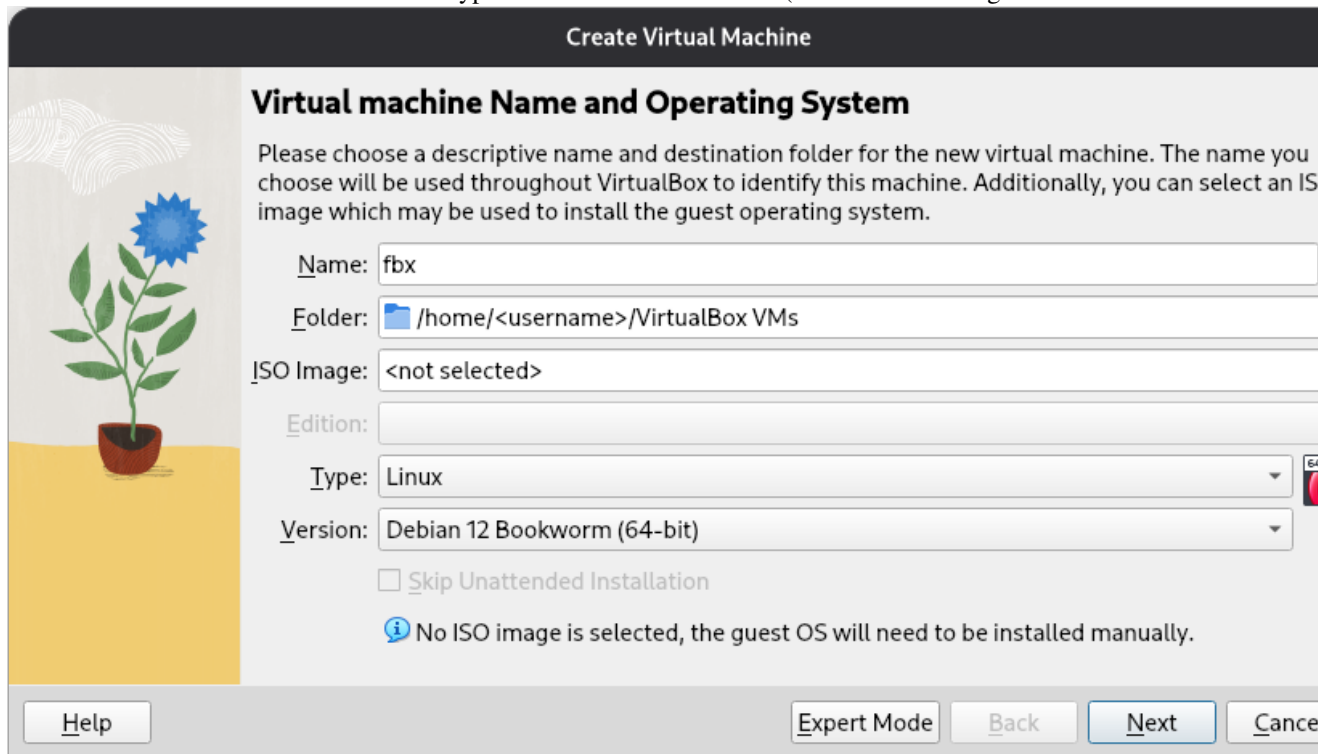 Create Virtual Machine
Virtual machine Name and Operating System
Please choose a descriptive name and destination folder for the new virtual machine. The name you
choose will be used throughout VirtualBox to identify this machine. Additionally, you can select an IS
image which may be used to install the guest operating system.
Name: fbx
Folder: /home/<username>/VirtualBox VMs
ISO Image: <not selected>
Edition:
Type: Linux
Version: Debian 12 Bookworm (64-bit)
Skip Unattended Installation
No ISO image is selected, the guest OS will need to be installed manually.
Help Expert Mode Back Next Cance